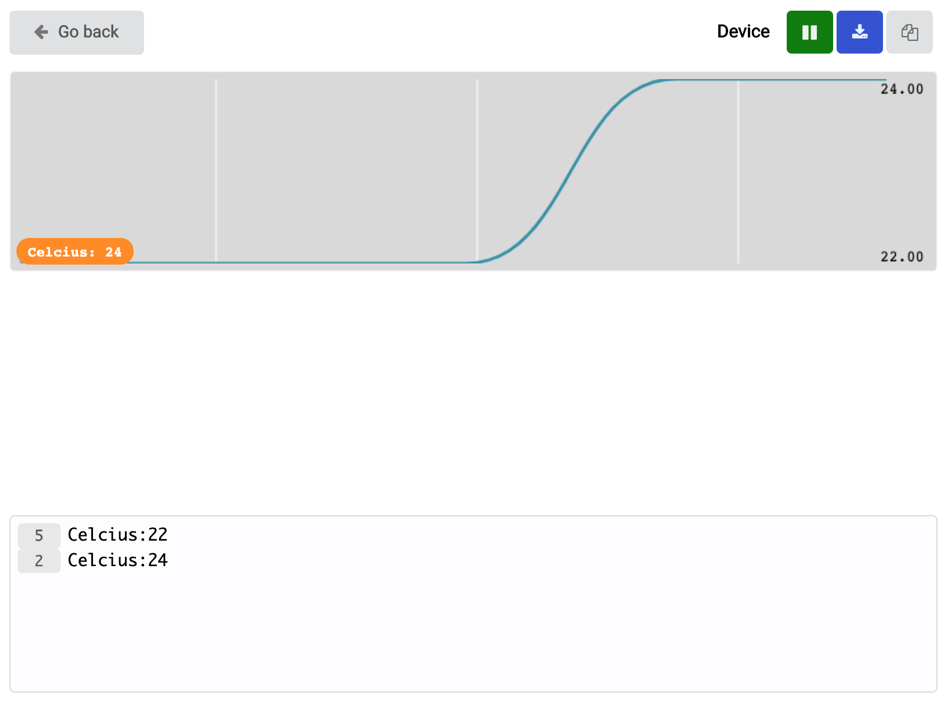 Go back
Device
24.00
Celcius: 24
22.00
5 Celcius:22
2 Celcius:24